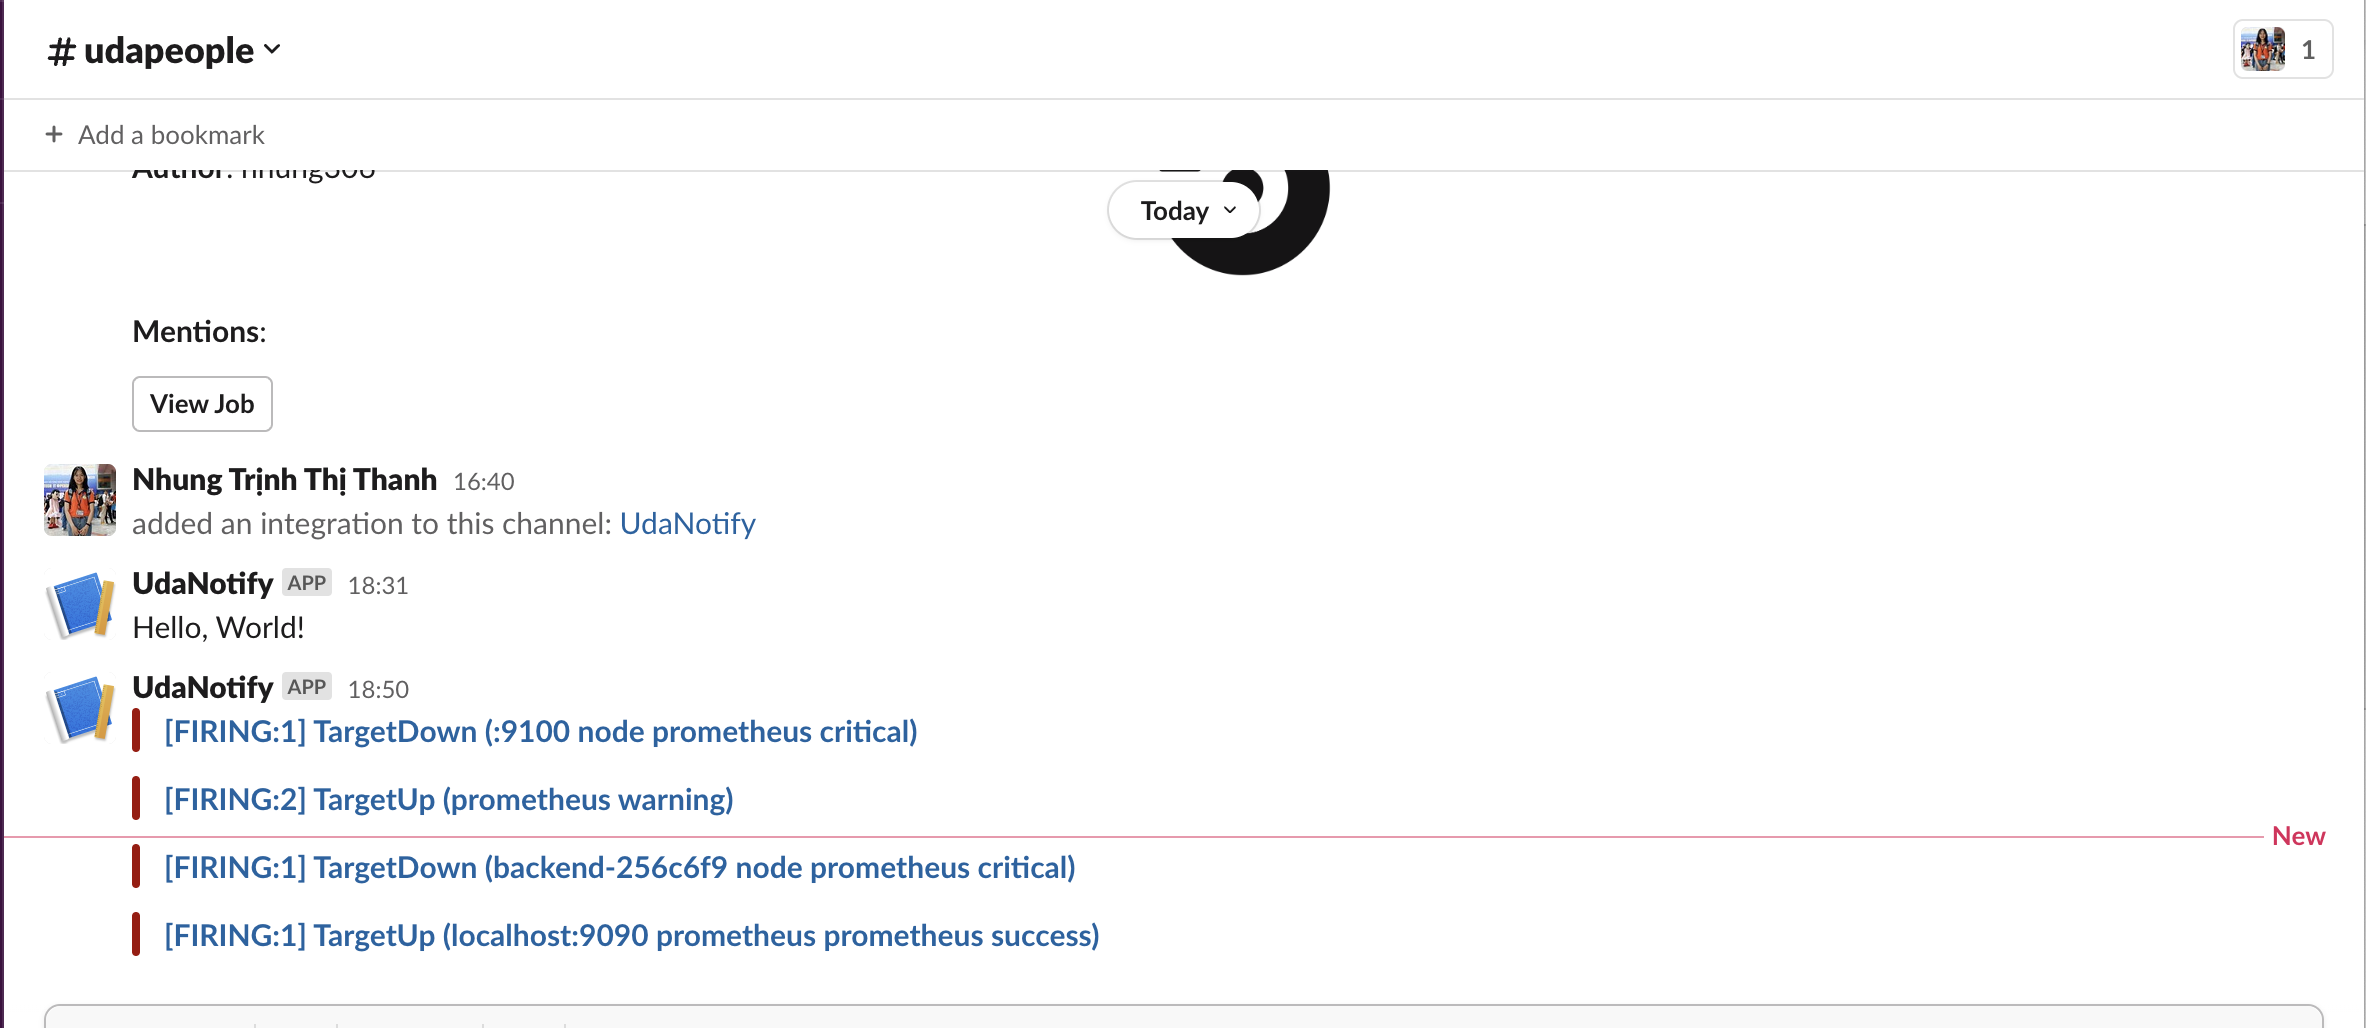 # udapeople
1
+ Add a bookmark
Author: nhung306
Today
Mentions:
View Job
Nhung Trịnh Thị Thanh 16:40
added an integration to this channel: UdaNotify
UdaNotify APP 18:31
Hello, World!
UdaNotify APP 18:50
[FIRING:1] TargetDown (:9100 node prometheus critical)
[FIRING:2] TargetUp (prometheus warning)
New
[FIRING:1] TargetDown (backend-256c6f9 node prometheus critical)
[FIRING:1] TargetUp (localhost:9090 prometheus prometheus success)